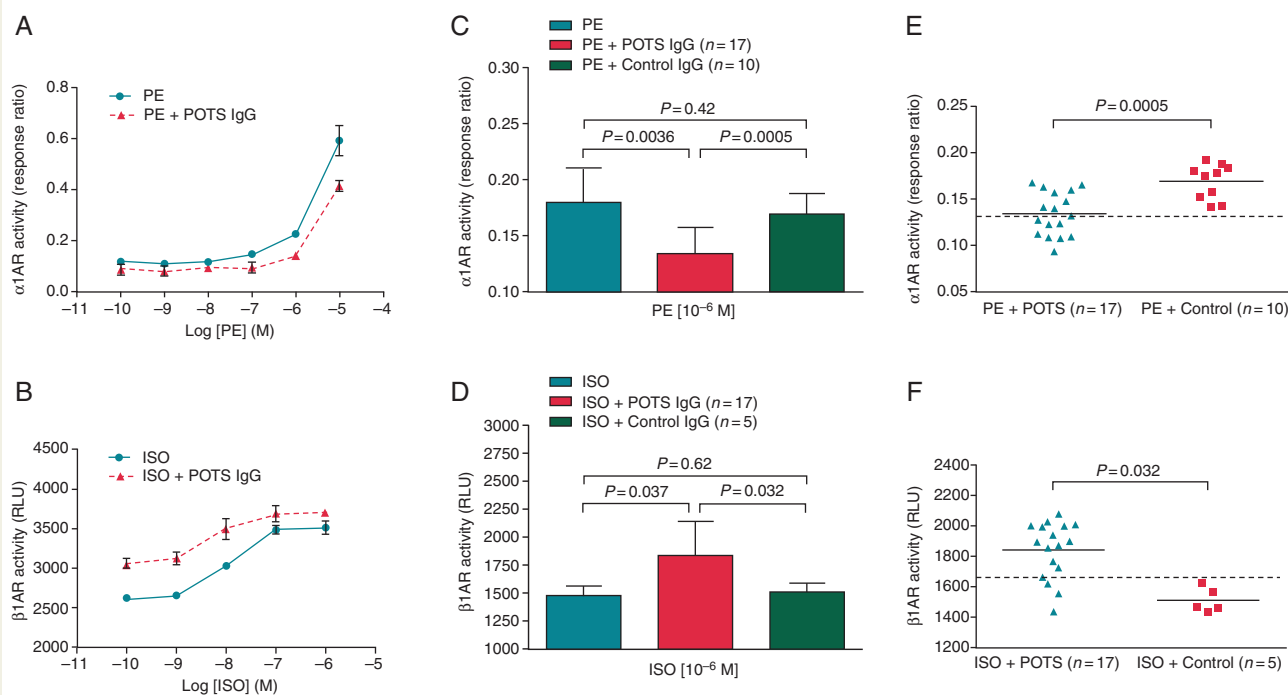 A
PE
PE + POTS IgG
α1AR activity (response ratio)
0.8
0.6
0.4
0.2
0.0
–11 –10 –9 –8 –7 –6 –5 –4
Log [PE] (M)
B
ISO
ISO + POTS IgG
β1AR activity (RLU)
4500
4000
3500
3000
2500
2000
–11 –10 –9 –8 –7 –6 –5
Log [ISO] (M)
C
PE
PE + POTS IgG (n = 17)
PE + Control IgG (n = 10)
α1AR activity (response ratio)
0.30
0.25
0.20
0.15
0.10
P = 0.42
P = 0.0036
P = 0.0005
PE [10⁻⁶ M]
D
ISO
ISO + POTS IgG (n = 17)
ISO + Control IgG (n = 5)
β1AR activity (RLU)
3000
2750
2500
2250
2000
1750
1500
1250
1000
P = 0.62
P = 0.037
P = 0.032
ISO [10⁻⁶ M]
E
α1AR activity (response ratio)
0.25
0.20
0.15
0.10
0.05
P = 0.0005
PE + POTS (n = 17)
PE + Control (n = 10)
F
β1AR activity (RLU)
2400
2200
2000
1800
1600
1400
1200
P = 0.032
ISO + POTS (n = 17)
ISO + Control (n = 5)